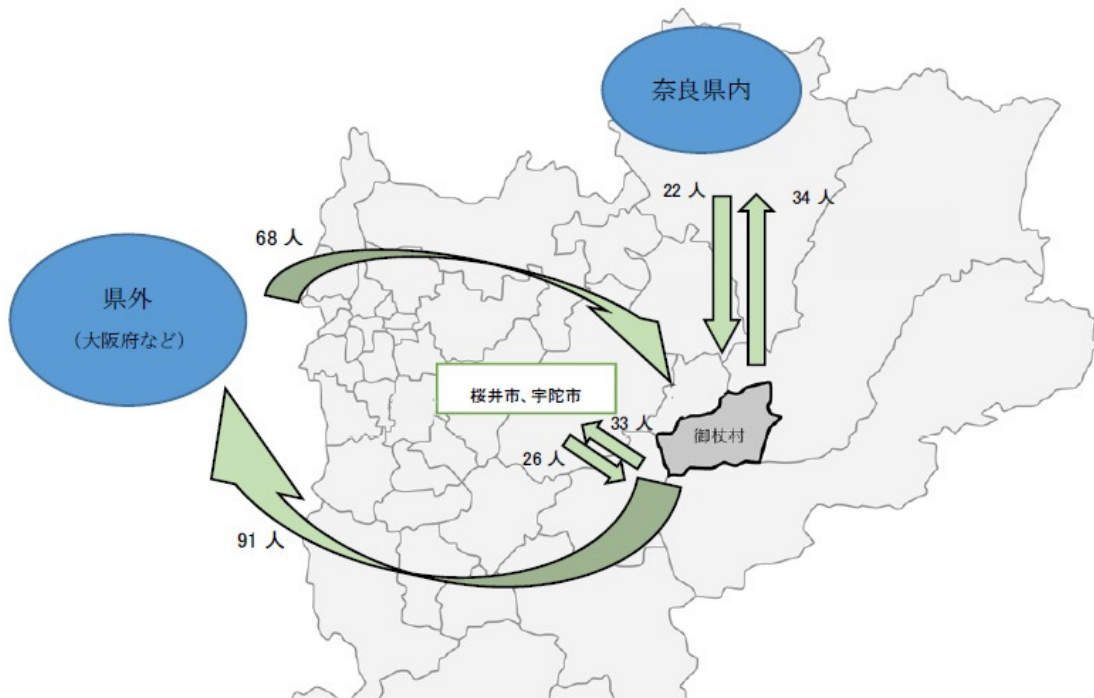 奈良県内
22 人
34 人
68 人
県外
（大阪府など）
桜井市、宇陀市
33 人
御杖村
26 人
91 人